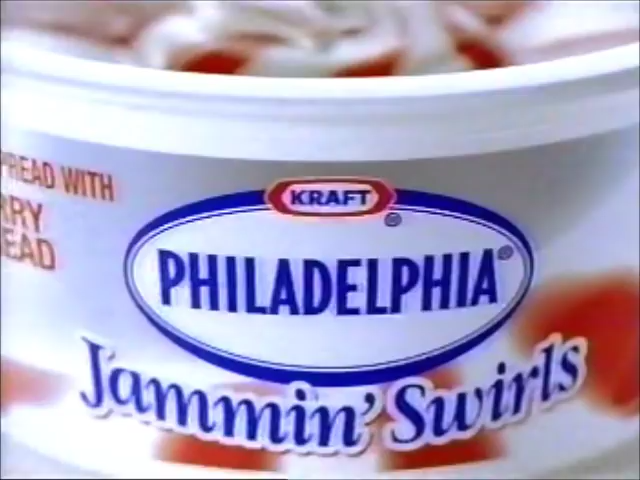 PREAD WITH
RRY
EAD
KRAFT
®
PHILADELPHIA®
Jammin' Swirls